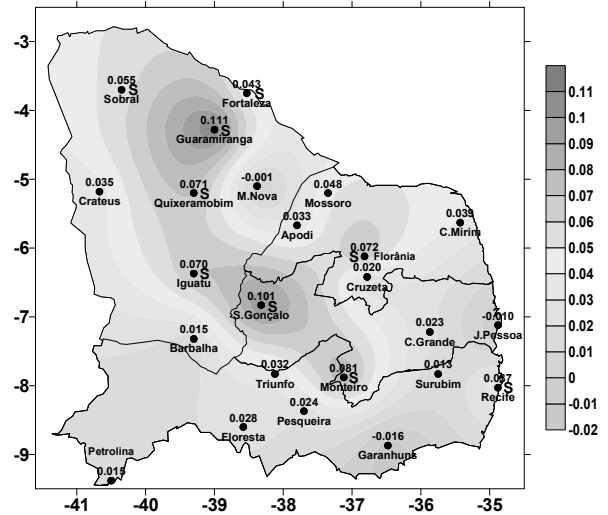 -3
-4
-5
-6
-7
-8
-9
-41 -40 -39 -38 -37 -36 -35
0.055
S
Sobral
0.043
S
Fortaleza
0.111
S
Guaramiranga
0.035
Crateus
0.071
S
Quixeramobim
-0.001
M.Nova
0.048
Mossoro
0.033
Apodi
0.039
C.Mirim
0.072
S Florânia
0.020
Cruzeta
0.070
S
Iguatu
0.101
S
S.Gonçalo
0.015
Barbalha
0.023
C.Grande
-0.010
J.Pessoa
0.032
Triunfo
0.081
S
Monteiro
0.013
Surubim
S
Recife
0.024
Pesqueira
0.028
Floresta
-0.016
Garanhuns
Petrolina
0.015
0.11
0.1
0.09
0.08
0.07
0.06
0.05
0.04
0.03
0.02
0.01
0
-0.01
-0.02